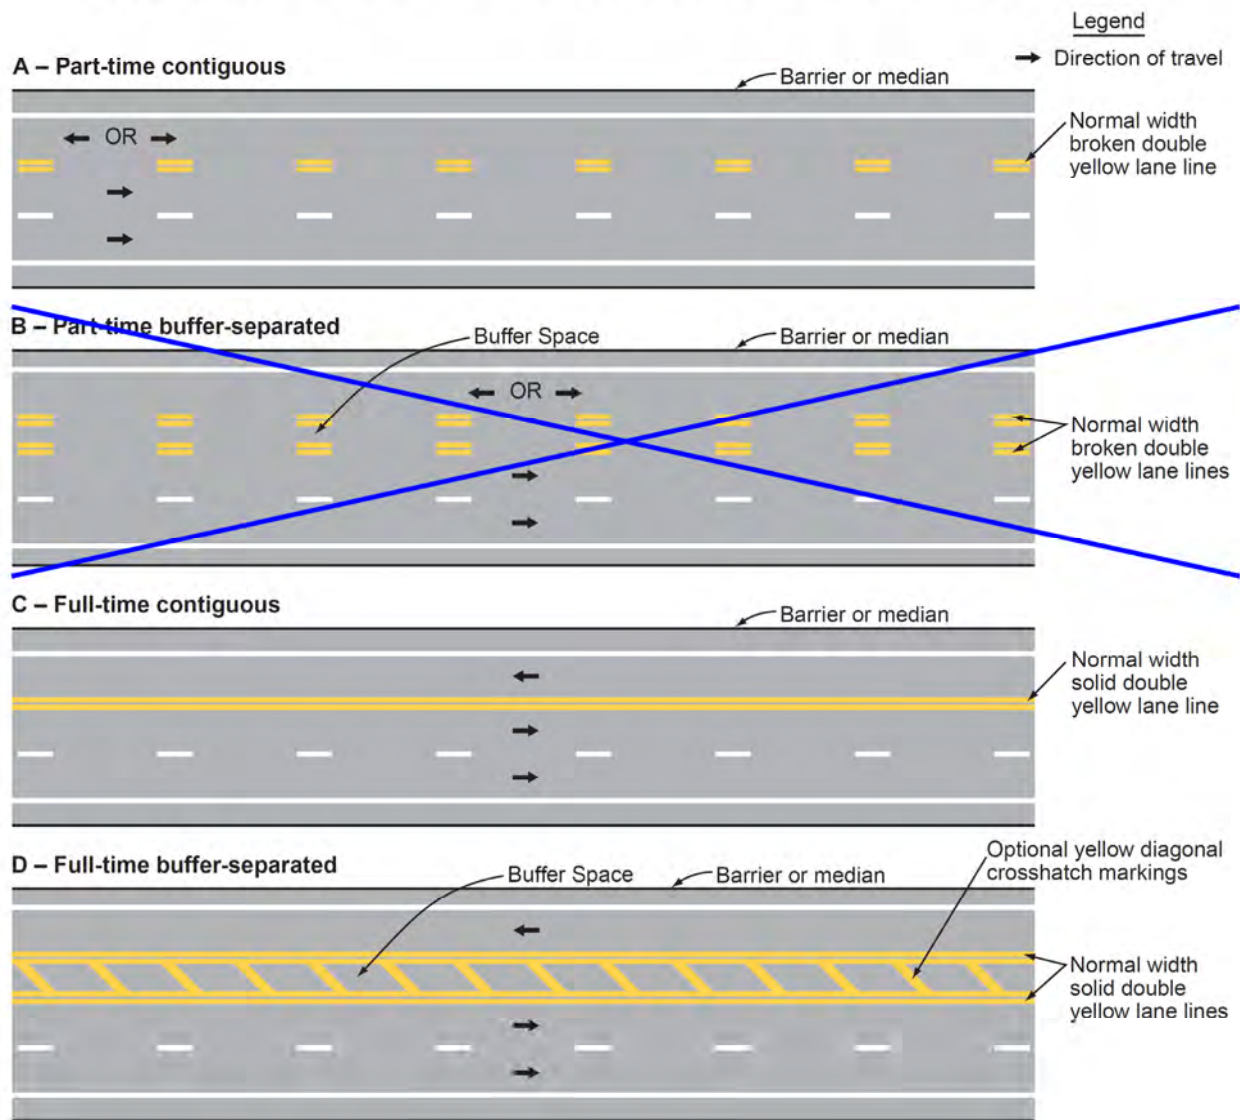 Legend
Direction of travel
A – Part-time contiguous
Barrier or median
OR
Normal width
broken double
yellow lane line
B – Part-time buffer-separated
Buffer Space
Barrier or median
OR
Normal width
broken double
yellow lane lines
C – Full-time contiguous
Barrier or median
Normal width
solid double
yellow lane line
D – Full-time buffer-separated
Buffer Space
Barrier or median
Optional yellow diagonal
crosshatch markings
Normal width
solid double
yellow lane lines